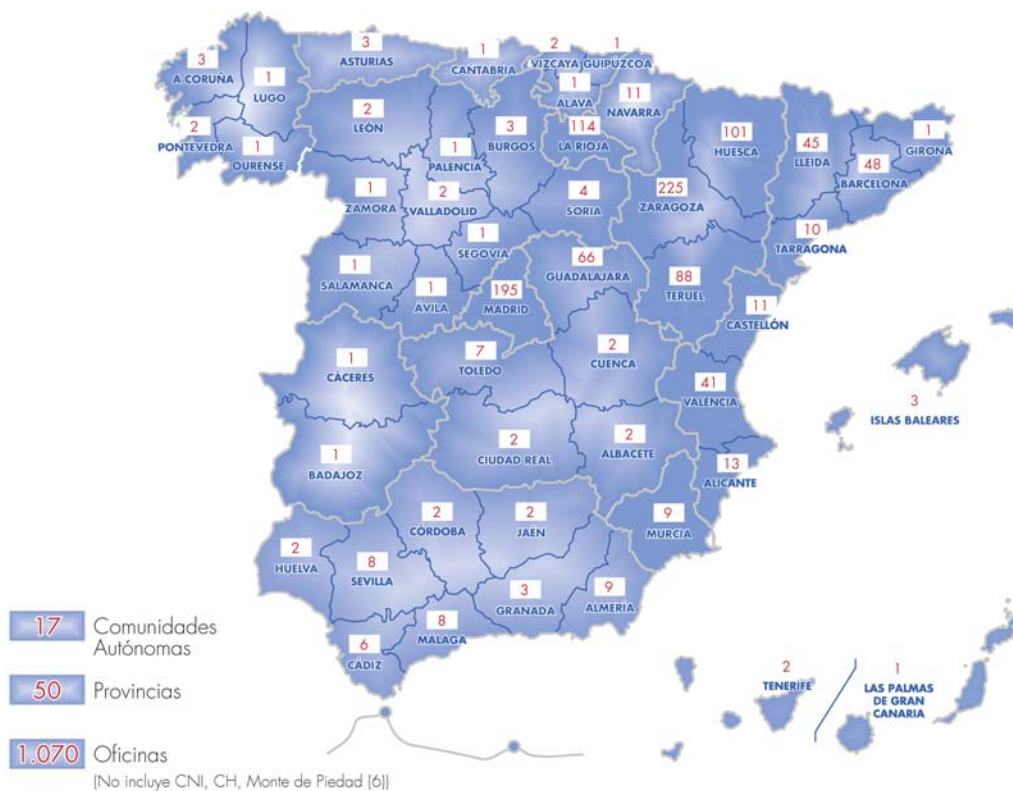 3
A CORUÑA
1
LUGO
3
ASTURIAS
1
CANTABRIA
2
VIZCAYA
1
GUIPUZCOA
1
ALAVA
11
NAVARRA
2
PONTEVEDRA
1
OURENSE
2
LEÓN
1
PALENCIA
3
BURGOS
114
LA RIOJA
101
HUESCA
45
LLEIDA
1
GIRONA
48
BARCELONA
1
ZAMORA
2
VALLADOLID
4
SORIA
225
ZARAGOZA
10
TARRAGONA
1
SEGOVIA
1
SALAMANCA
1
ÁVILA
195
MADRID
66
GUADALAJARA
88
TERUEL
11
CASTELLÓN
1
CÁCERES
7
TOLEDO
2
CUENCA
41
VALENCIA
3
ISLAS BALEARES
1
BADAJOZ
2
CIUDAD REAL
2
ALBACETE
13
ALICANTE
2
HUELVA
8
SEVILLA
2
CÓRDOBA
2
JAÉN
9
MURCIA
6
CÁDIZ
8
MÁLAGA
3
GRANADA
9
ALMERÍA
2
TENERIFE
1
LAS PALMAS
DE GRAN
CANARIA
17 Comunidades
Autónomas
50 Provincias
1.070 Oficinas
(No incluye CNI, CH, Monte de Piedad (6))